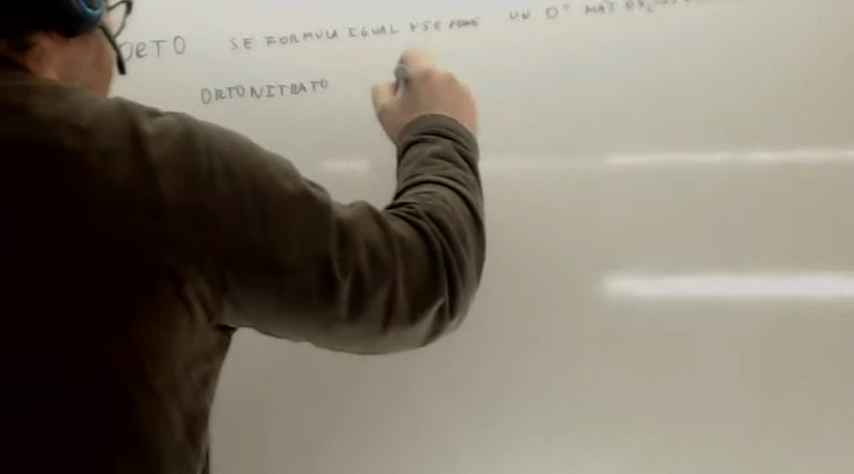 ORTO SE FORMULA IGUAL Y SE PONE UN O= MÁS
ORTONITRATO